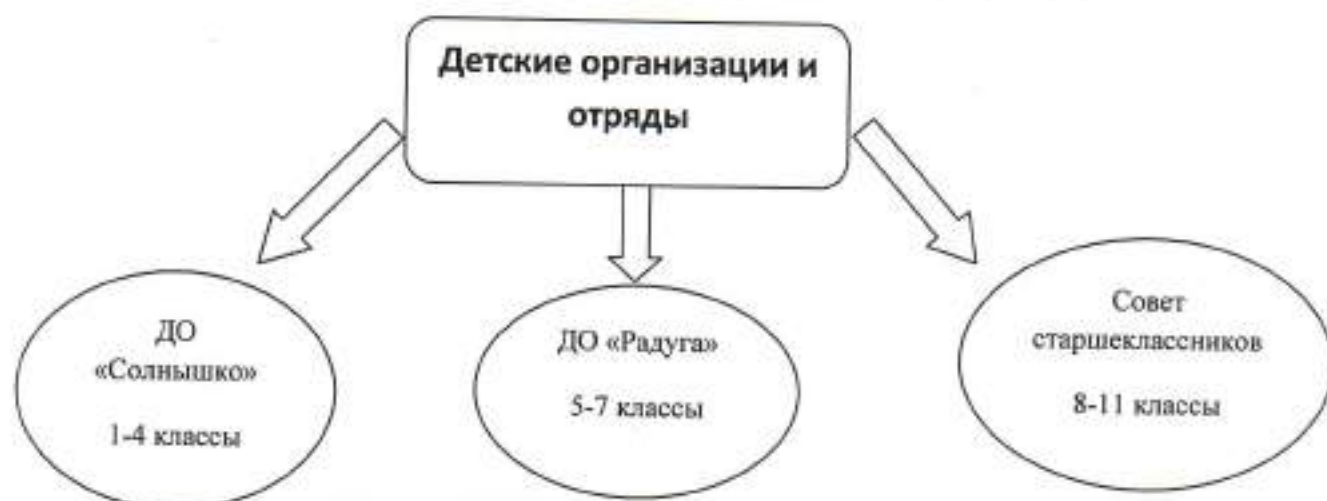 Детские организации и
отряды
ДО
«Солнышко»
1-4 классы
ДО «Радуга»
5-7 классы
Совет
старшеклассников
8-11 классы